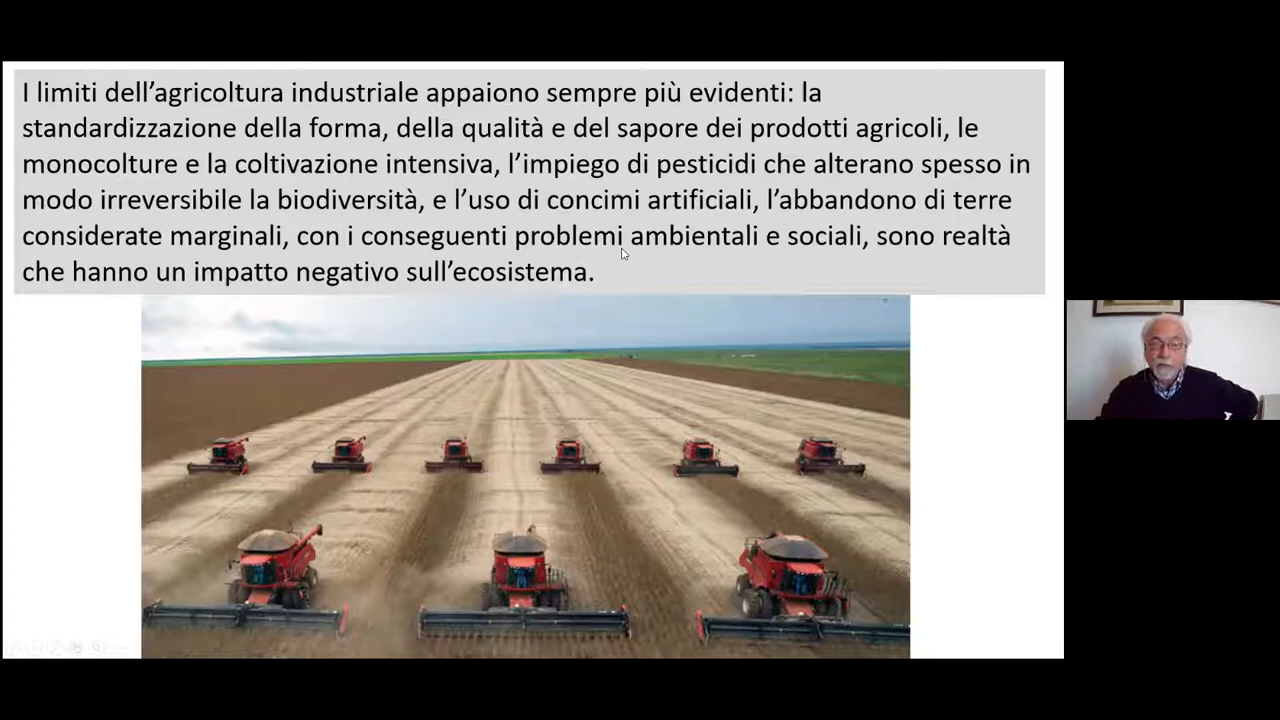 I limiti dell’agricoltura industriale appaiono sempre più evidenti: la
standardizzazione della forma, della qualità e del sapore dei prodotti agricoli, le
monocolture e la coltivazione intensiva, l’impiego di pesticidi che alterano spesso in
modo irreversibile la biodiversità, e l’uso di concimi artificiali, l’abbandono di terre
considerate marginali, con i conseguenti problemi ambientali e sociali, sono realtà
che hanno un impatto negativo sull’ecosistema.